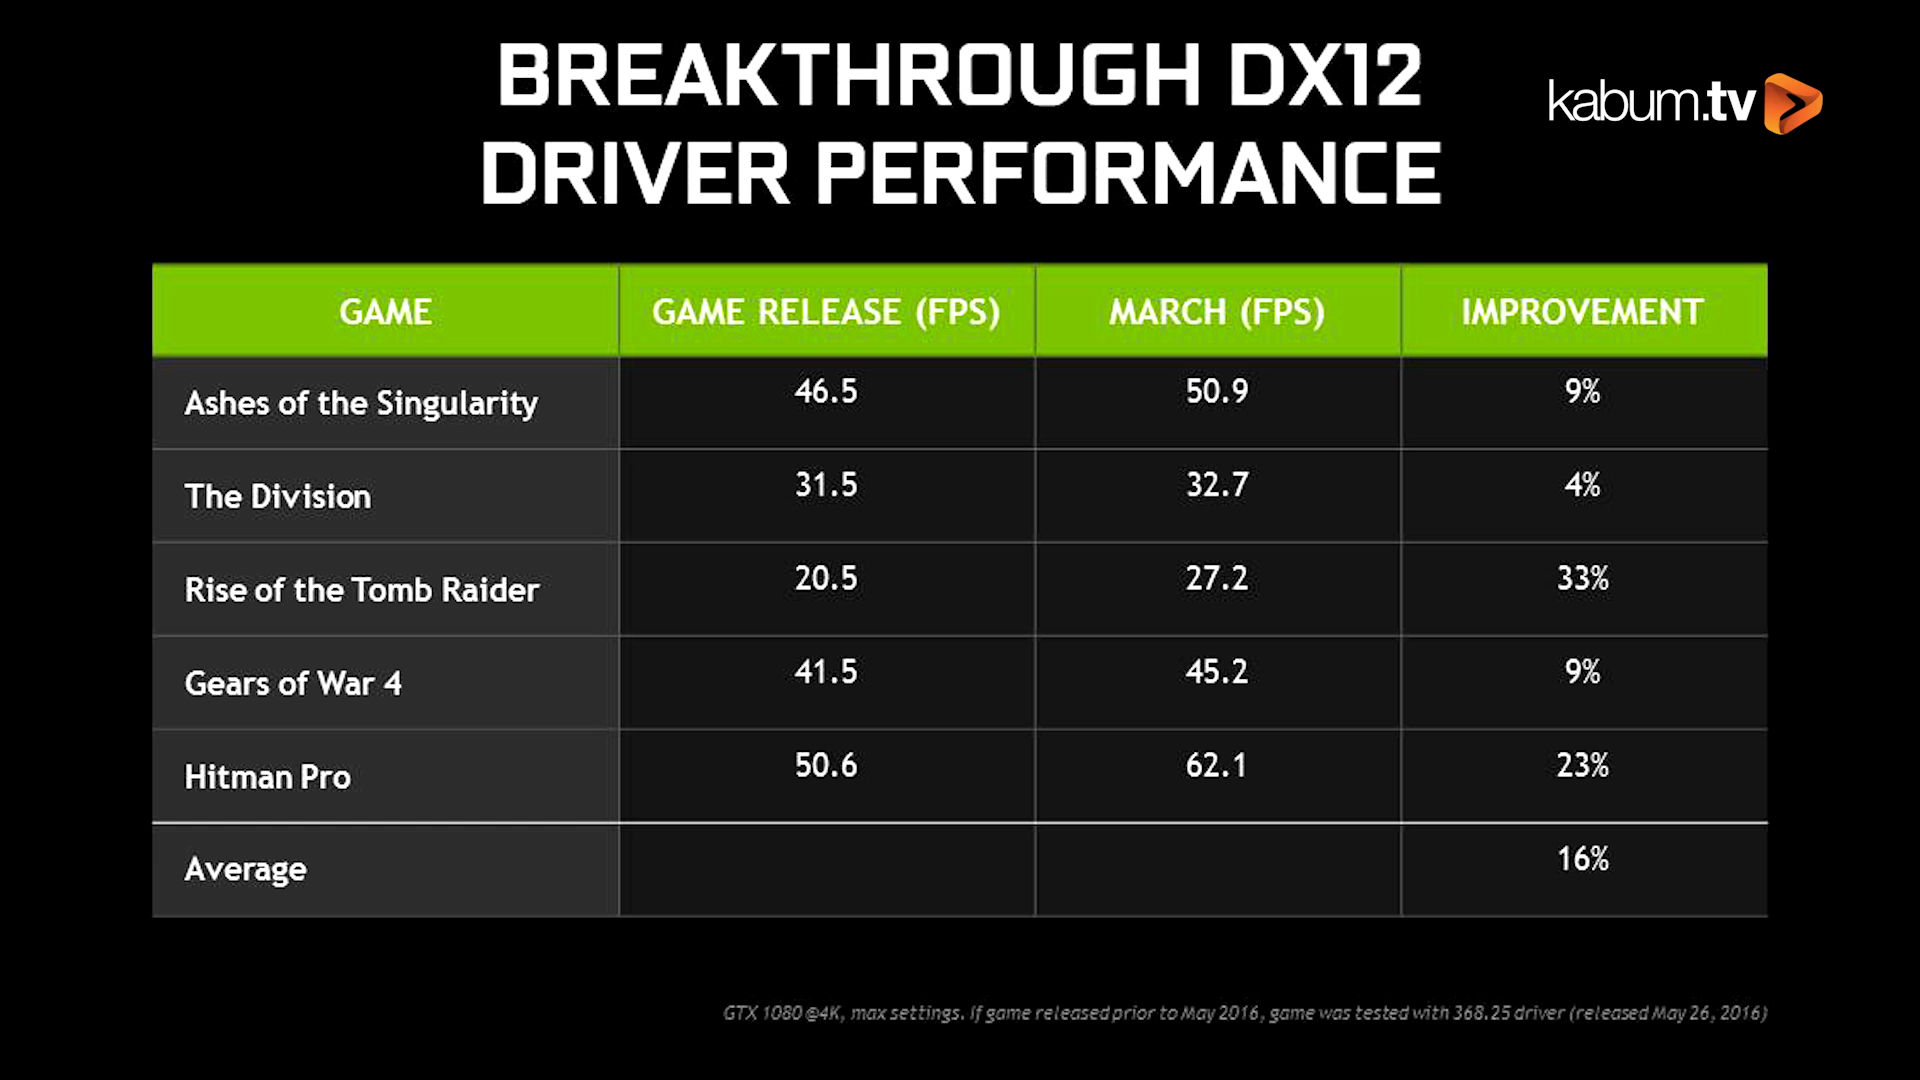 BREAKTHROUGH DX12
DRIVER PERFORMANCE
kabum.tv
GAME GAME RELEASE (FPS) MARCH (FPS) IMPROVEMENT
Ashes of the Singularity 46.5 50.9 9%
The Division 31.5 32.7 4%
Rise of the Tomb Raider 20.5 27.2 33%
Gears of War 4 41.5 45.2 9%
Hitman Pro 50.6 62.1 23%
Average 16%
GTX 1080 @4K, max settings. If game released prior to May 2016, game was tested with 368.25 driver (released May 26, 2016)